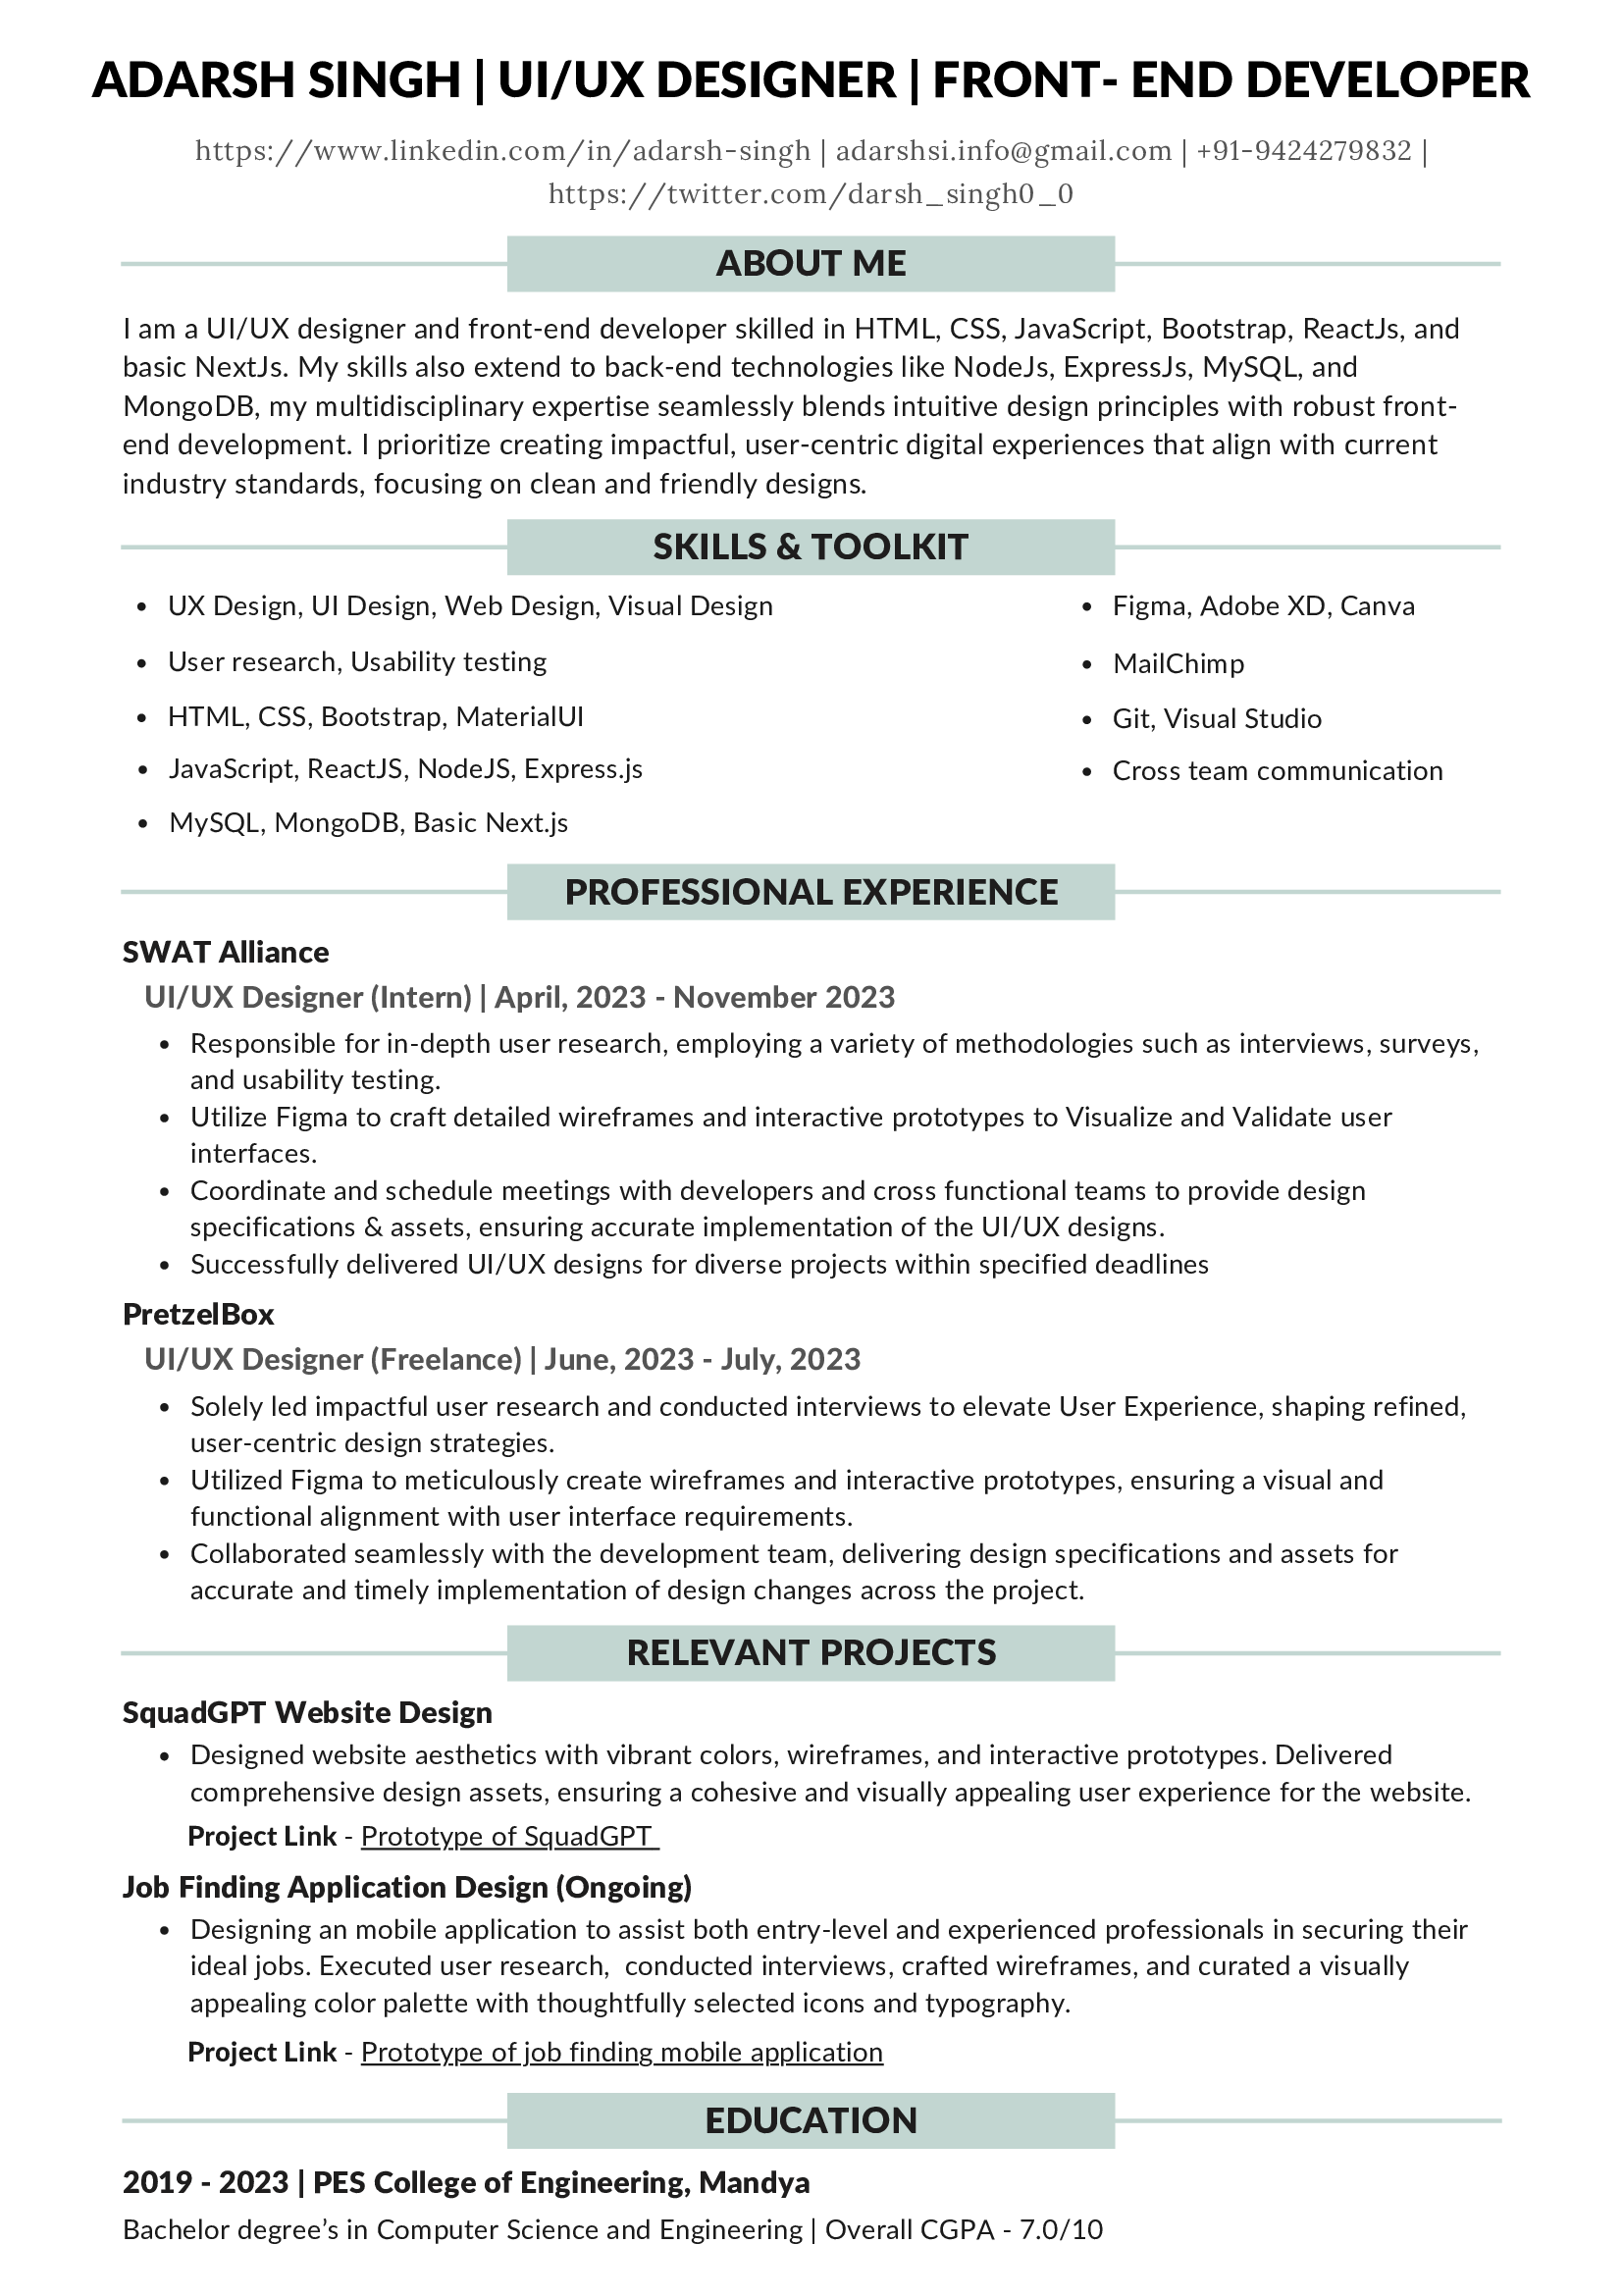 ADARSH SINGH | UI/UX DESIGNER | FRONT- END DEVELOPER
https://www.linkedin.com/in/adarsh-singh | adarshsi.info@gmail.com | +91-9424279832 |
https://twitter.com/darsh_singh0_0
ABOUT ME
I am a UI/UX designer and front-end developer skilled in HTML, CSS, JavaScript, Bootstrap, ReactJs, and
basic NextJs. My skills also extend to back-end technologies like NodeJs, ExpressJs, MySQL, and
MongoDB, my multidisciplinary expertise seamlessly blends intuitive design principles with robust front-
end development. I prioritize creating impactful, user-centric digital experiences that align with current
industry standards, focusing on clean and friendly designs.
SKILLS & TOOLKIT
• UX Design, UI Design, Web Design, Visual Design
• User research, Usability testing
• HTML, CSS, Bootstrap, MaterialUI
• JavaScript, ReactJS, NodeJS, Express.js
• MySQL, MongoDB, Basic Next.js
• Figma, Adobe XD, Canva
• MailChimp
• Git, Visual Studio
• Cross team communication
PROFESSIONAL EXPERIENCE
SWAT Alliance
UI/UX Designer (Intern) | April, 2023 - November 2023
• Responsible for in-depth user research, employing a variety of methodologies such as interviews, surveys,
and usability testing.
• Utilize Figma to craft detailed wireframes and interactive prototypes to Visualize and Validate user
interfaces.
• Coordinate and schedule meetings with developers and cross functional teams to provide design
specifications & assets, ensuring accurate implementation of the UI/UX designs.
• Successfully delivered UI/UX designs for diverse projects within specified deadlines
PretzelBox
UI/UX Designer (Freelance) | June, 2023 - July, 2023
• Solely led impactful user research and conducted interviews to elevate User Experience, shaping refined,
user-centric design strategies.
• Utilized Figma to meticulously create wireframes and interactive prototypes, ensuring a visual and
functional alignment with user interface requirements.
• Collaborated seamlessly with the development team, delivering design specifications and assets for
accurate and timely implementation of design changes across the project.
RELEVANT PROJECTS
SquadGPT Website Design
• Designed website aesthetics with vibrant colors, wireframes, and interactive prototypes. Delivered
comprehensive design assets, ensuring a cohesive and visually appealing user experience for the website.
Project Link - Prototype of SquadGPT
Job Finding Application Design (Ongoing)
• Designing an mobile application to assist both entry-level and experienced professionals in securing their
ideal jobs. Executed user research,  conducted interviews, crafted wireframes, and curated a visually
appealing color palette with thoughtfully selected icons and typography.
Project Link - Prototype of job finding mobile application
EDUCATION
2019 - 2023 | PES College of Engineering, Mandya
Bachelor degree’s in Computer Science and Engineering | Overall CGPA - 7.0/10